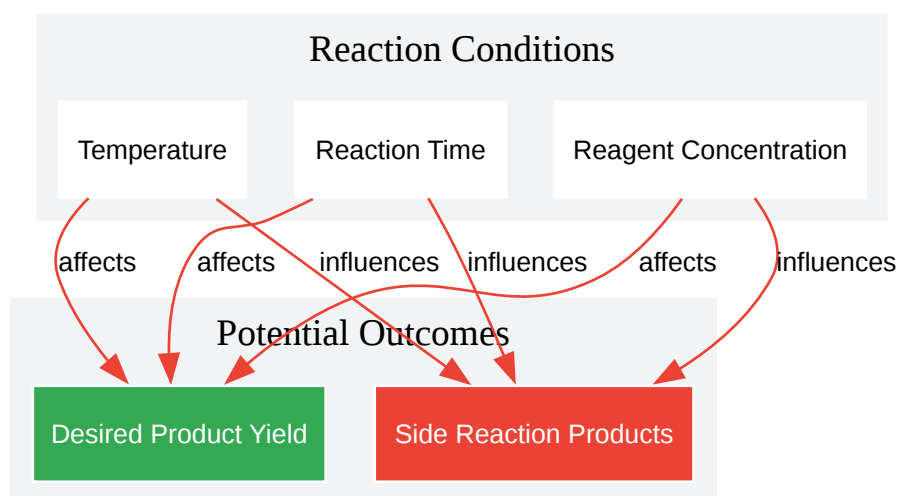 Reaction Conditions
Temperature
Reaction Time
Reagent Concentration
affects
affects
influences
influences
affects
influences
Potential Outcomes
Desired Product Yield
Side Reaction Products